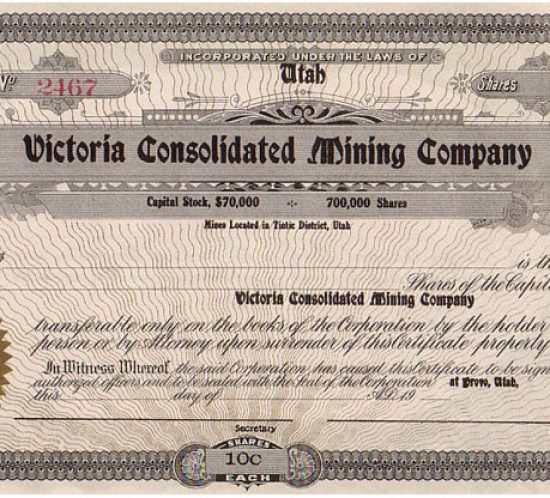 INCORPORATED UNDER THE LAWS OF
Utah
No 2467
Shares
Victoria Consolidated Mining Company
Capital Stock, $70,000 700,000 Shares
Mines Located in Tintic District, Utah
is the
Shares of the Capit
Victoria Consolidated Mining Company
transferable only on the books of the Corporation by the holder
person or by Attorney upon surrender of this Certificate property
In Witness Whereof, the said Corporation has caused this Certificate to be sign
authorized officers and to be sealed with the Seal of the Corporation at Provo, Utah,
this day of A.D. 19
Secretary
SHARES
10c
EACH